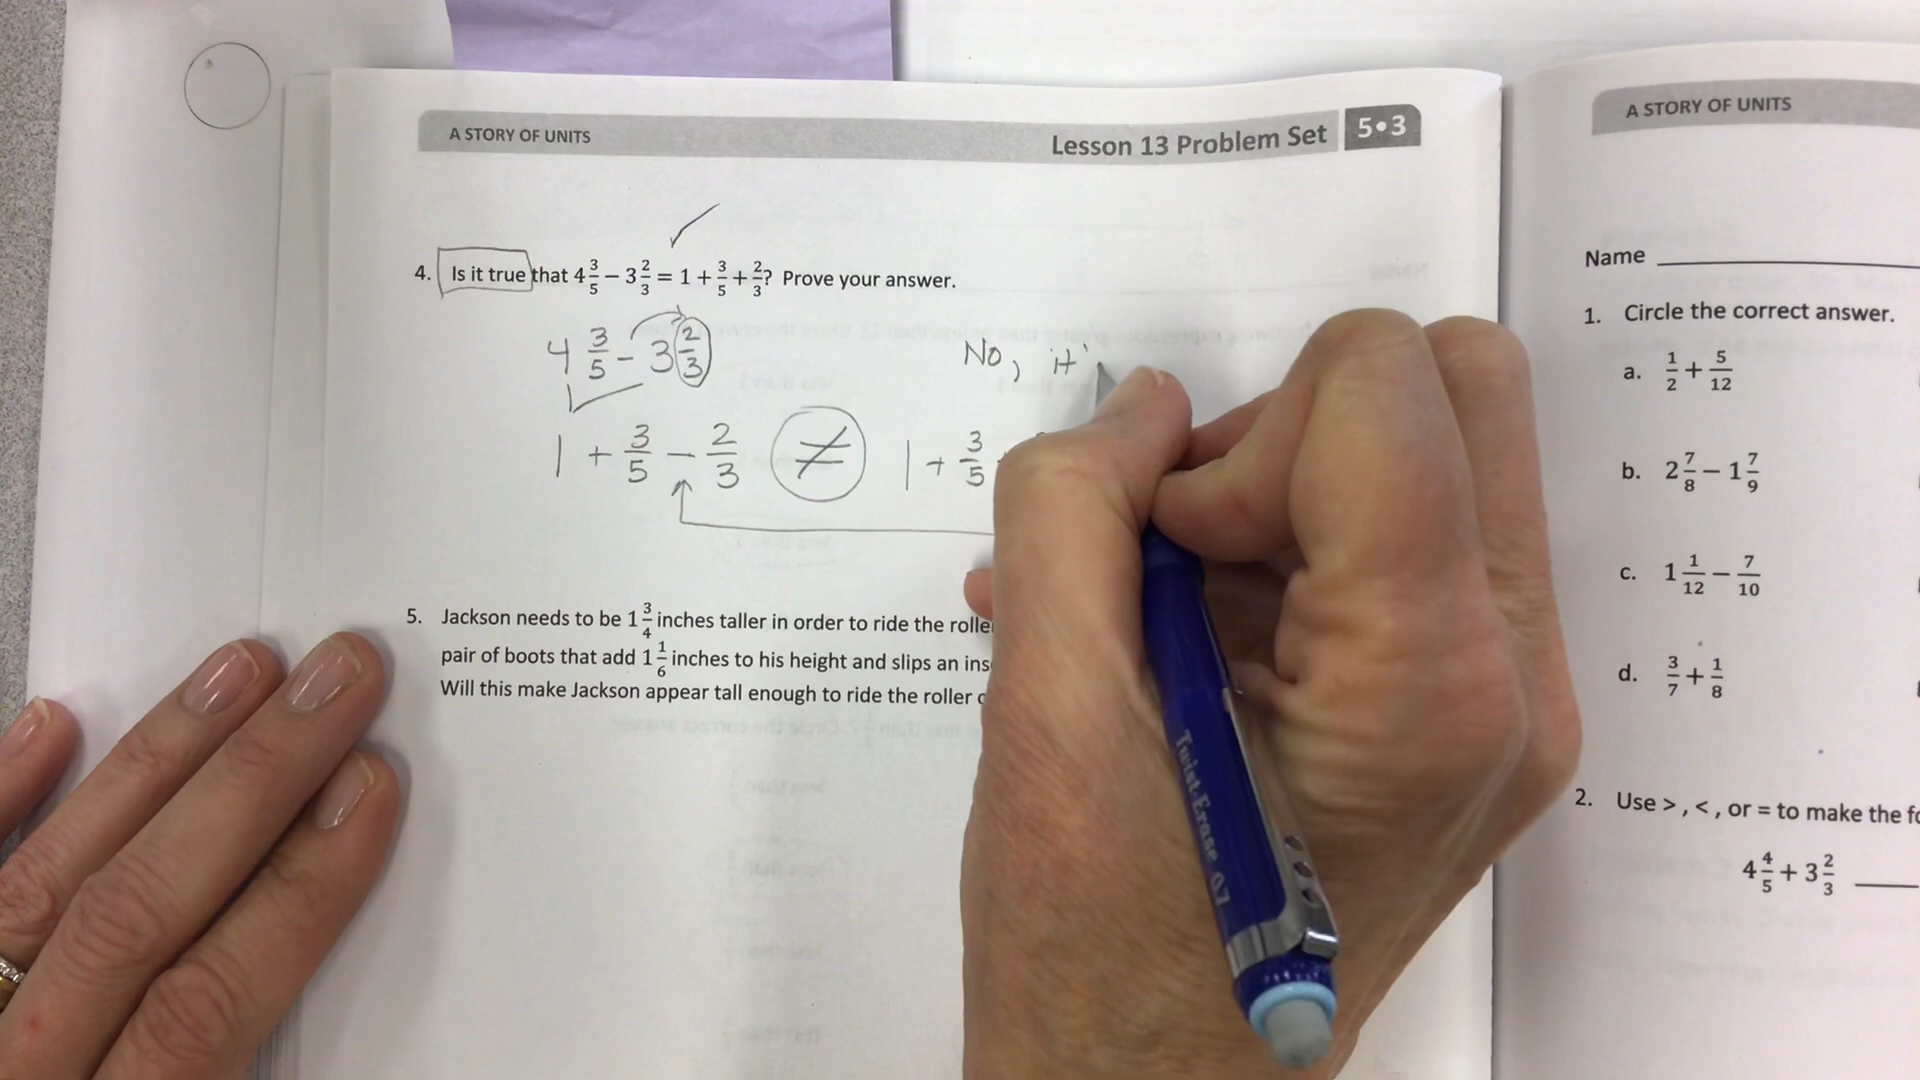 A STORY OF UNITS
Lesson 13 Problem Set 5•3
4. Is it true that 4 3/5 − 3 2/3 = 1 + 3/5 + 2/3? Prove your answer.
4 3/5 − 3 2/3
No, it'
1 + 3/5 − 2/3 ≠ 1 + 3/5
5. Jackson needs to be 1 3/4 inches taller in order to ride the
pair of boots that add 1 1/6 inches to his height and slips an
Will this make Jackson appear tall enough to ride the roller
Twist-Erase 0.7
A STORY OF UNITS
Name
1. Circle the correct answer.
a. 1/2 + 5/12
b. 2 7/8 − 1 7/9
c. 1 1/12 − 7/10
d. 3/7 + 1/8
2. Use >, <, or = to make the
4 4/5 + 3 2/3